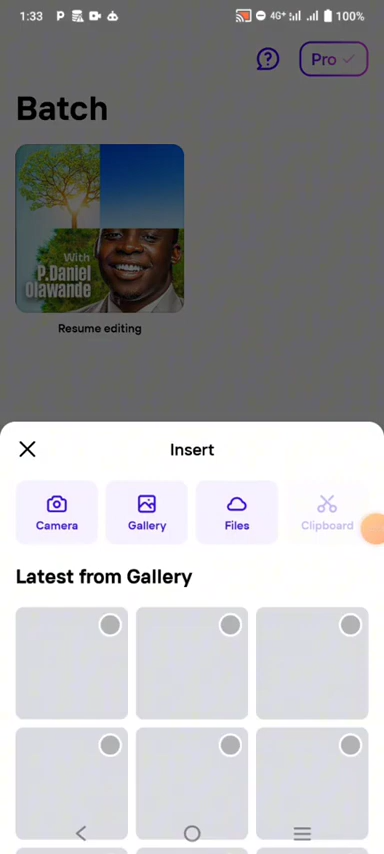 1:33
4G+
100%
Pro
Batch
With
P.Daniel
Olawande
Resume editing
Insert
Camera
Gallery
Files
Clipboard
Latest from Gallery